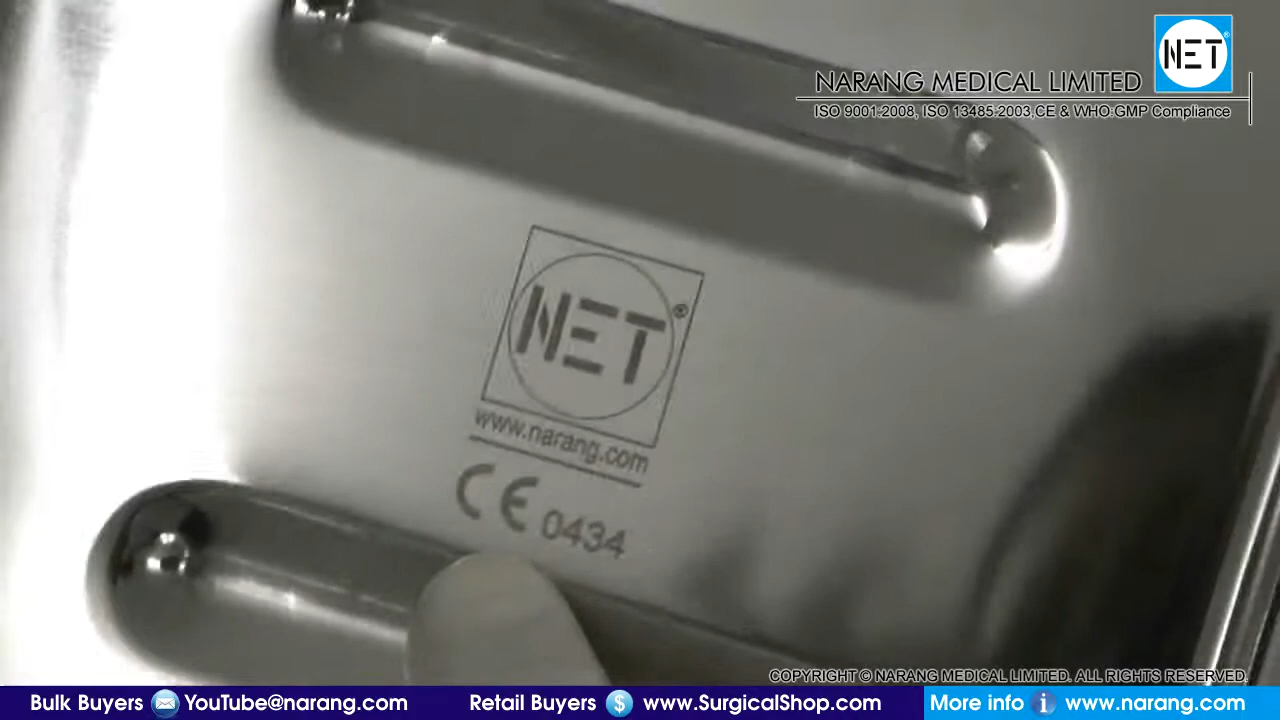 NET®
NARANG MEDICAL LIMITED
ISO 9001:2008, ISO 13485:2003,CE & WHO:GMP Compliance
NET®
www.narang.com
CE 0434
COPYRIGHT © NARANG MEDICAL LIMITED. ALL RIGHTS RESERVED.
Bulk Buyers YouTube@narang.com Retail Buyers $ www.SurgicalShop.com More info i www.narang.com